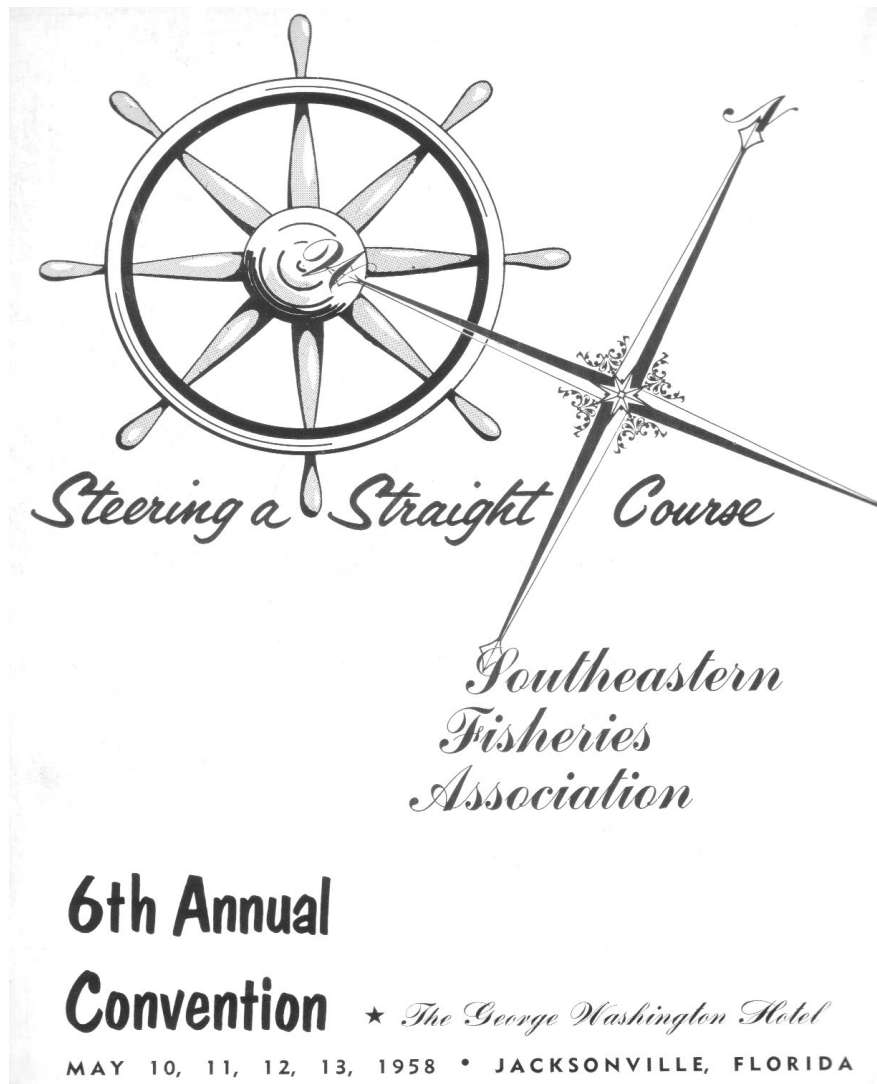 Steering a Straight Course
Southeastern
Fisheries
Association
6th Annual
Convention
★ The George Washington Hotel
MAY 10, 11, 12, 13, 1958 • JACKSONVILLE, FLORIDA